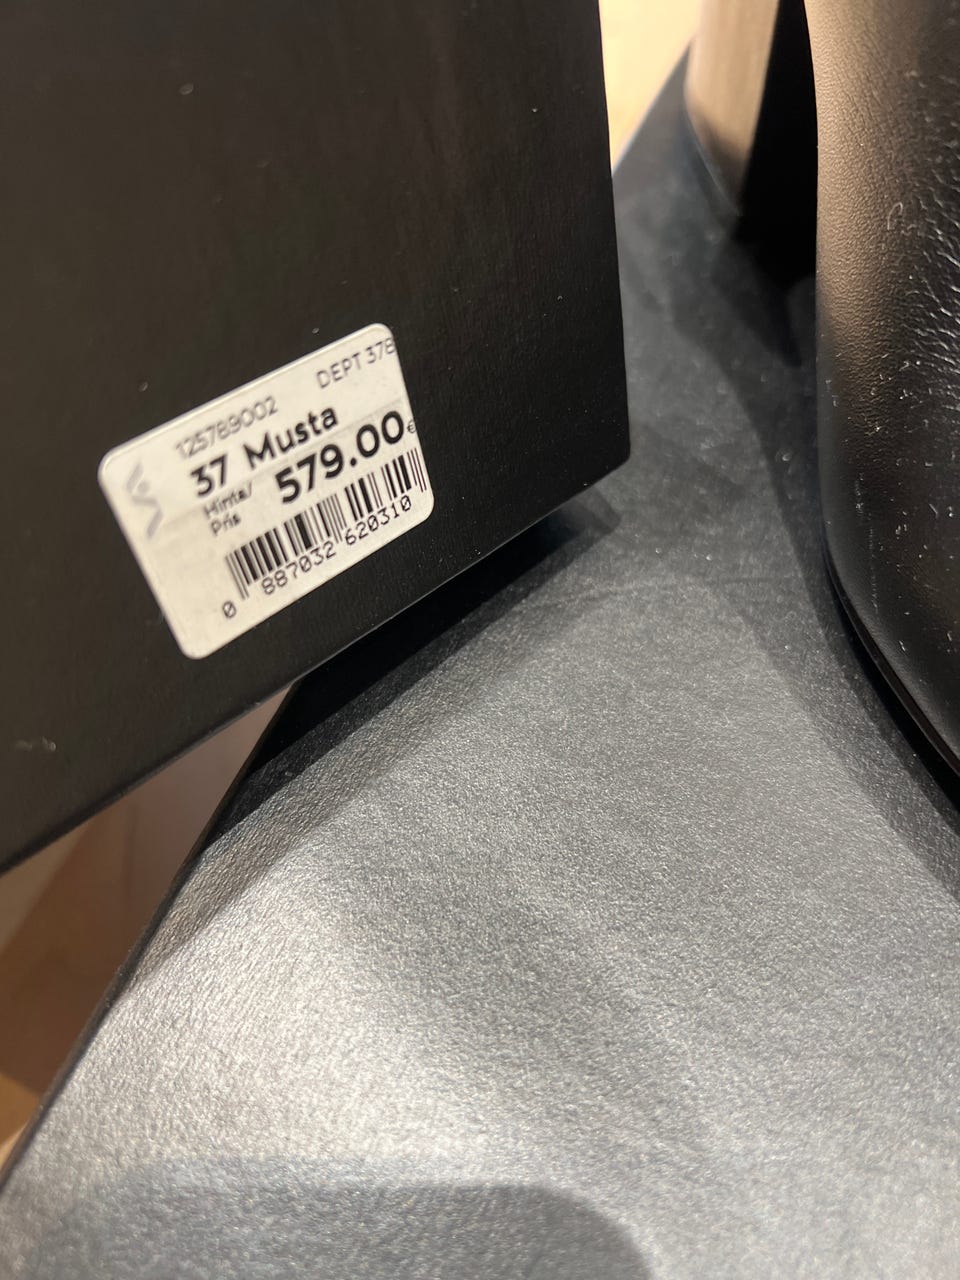 DEPT 378
125789002
37 Musta
Hinta/
Pris
579.00€
0 887032 620310